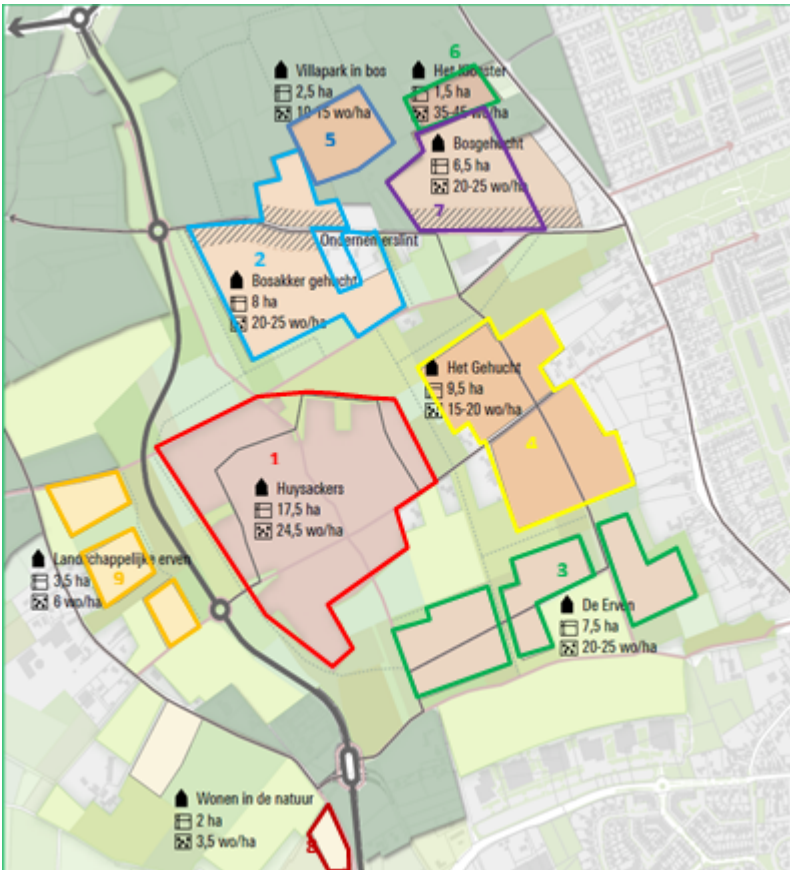 6
Villapark in bos
2,5 ha
10-15 wo/ha
Het Klooster
1,5 ha
35-45 wo/ha
5
Bosgehucht
6,5 ha
20-25 wo/ha
7
Ondernemerslint
2
Bosakker gehucht
8 ha
20-25 wo/ha
Het Gehucht
9,5 ha
15-20 wo/ha
4
1
Huysackers
17,5 ha
24,5 wo/ha
Landschappelijke erven
3,5 ha
9
6 wo/ha
3
De Erven
7,5 ha
20-25 wo/ha
Wonen in de natuur
2 ha
3,5 wo/ha
8